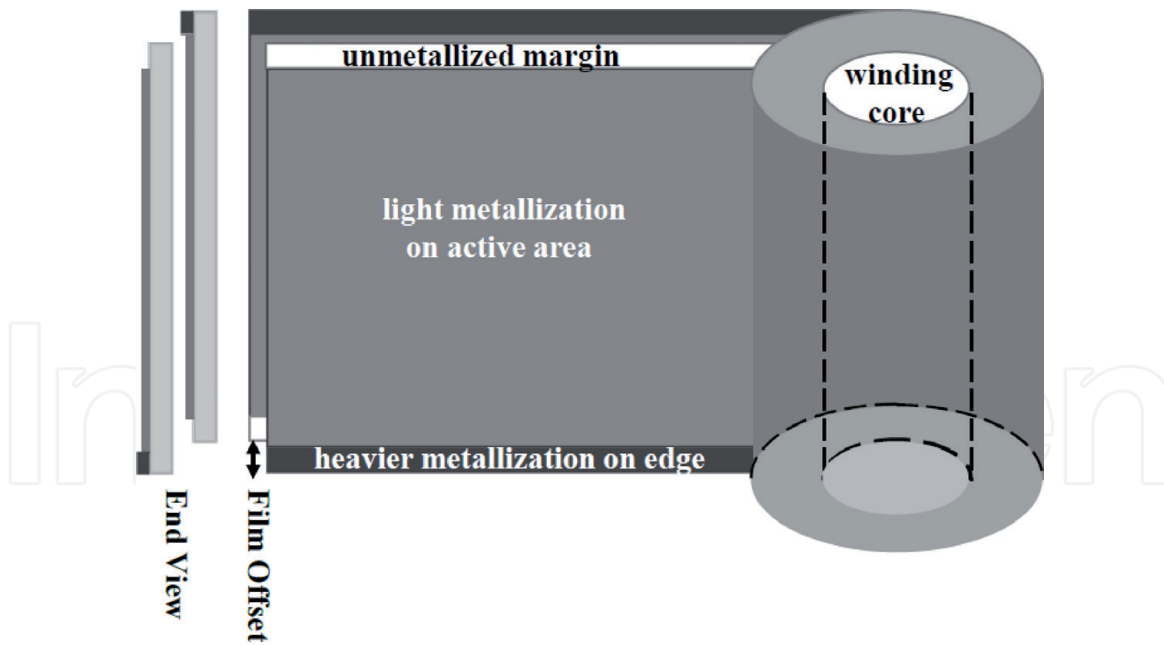 unmetallized margin
winding
core
light metallization
on active area
heavier metallization on edge
End View
Film Offset